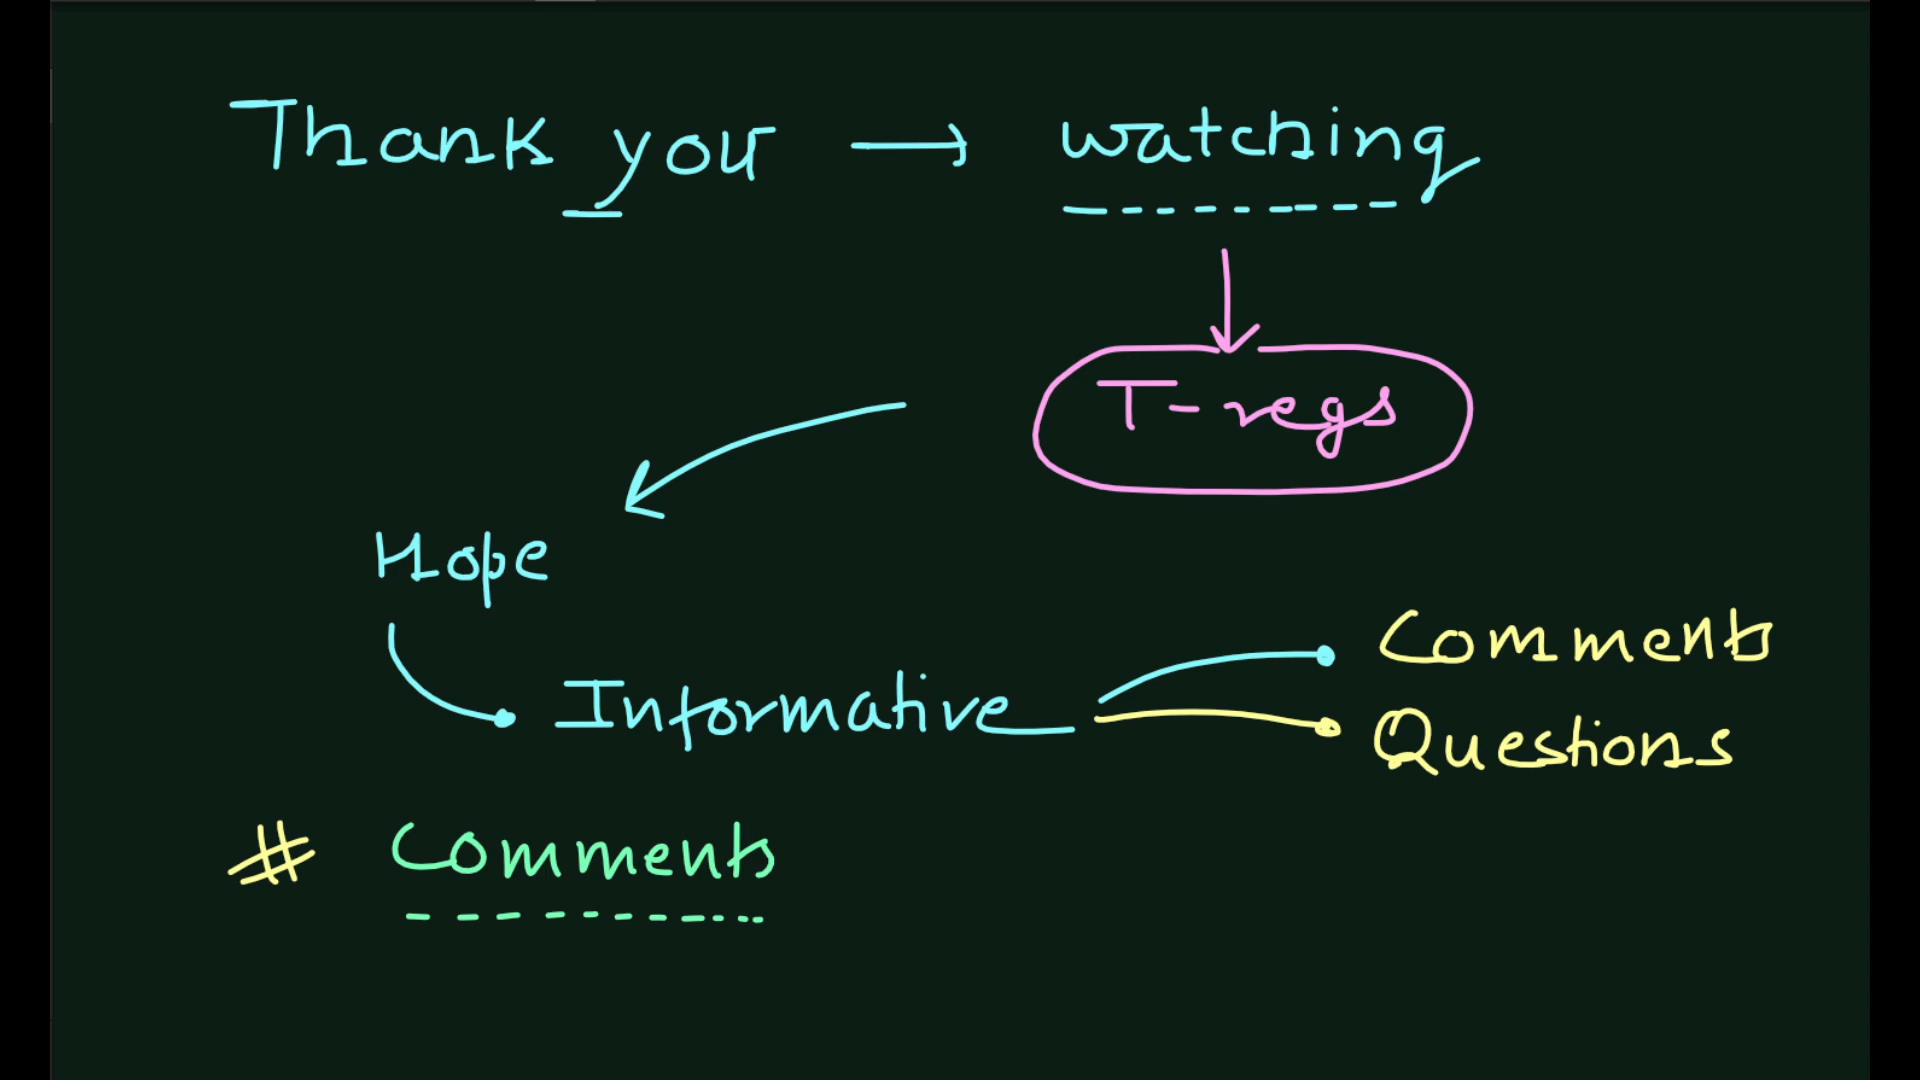 Thank you → watching
T-regs
Hope
Informative
Comments
Questions
# Comments